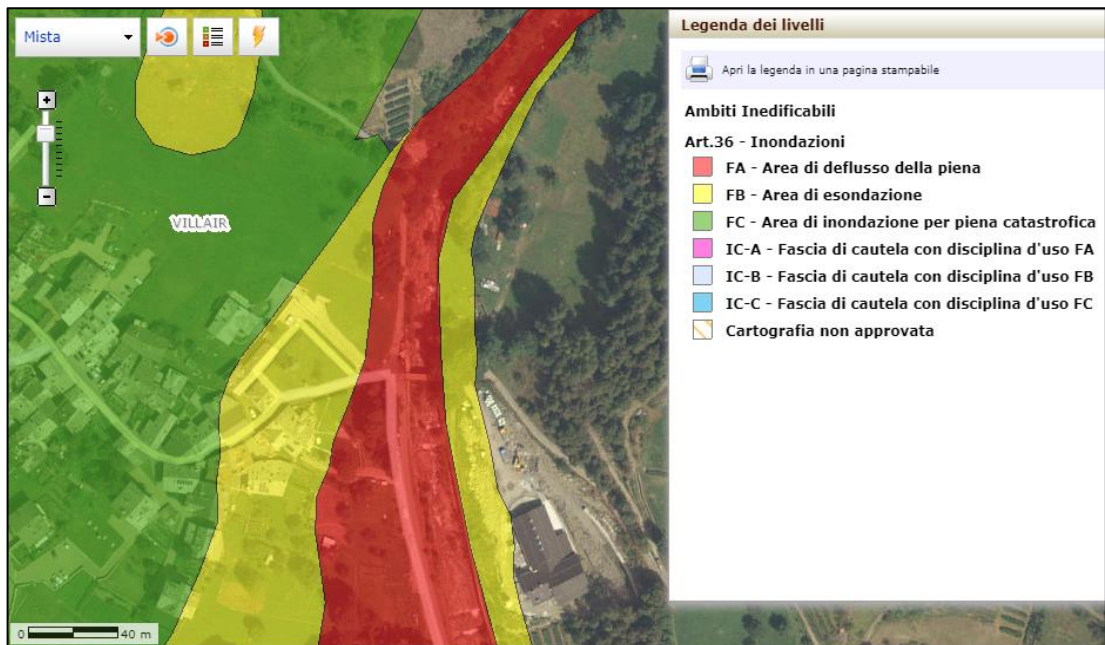 Mista
VILLAIR
0 40 m
Legenda dei livelli
Apri la legenda in una pagina stampabile
Ambiti Inedificabili
Art.36 - Inondazioni
FA - Area di deflusso della piena
FB - Area di esondazione
FC - Area di inondazione per piena catastrofica
IC-A - Fascia di cautela con disciplina d'uso FA
IC-B - Fascia di cautela con disciplina d'uso FB
IC-C - Fascia di cautela con disciplina d'uso FC
Cartografia non approvata